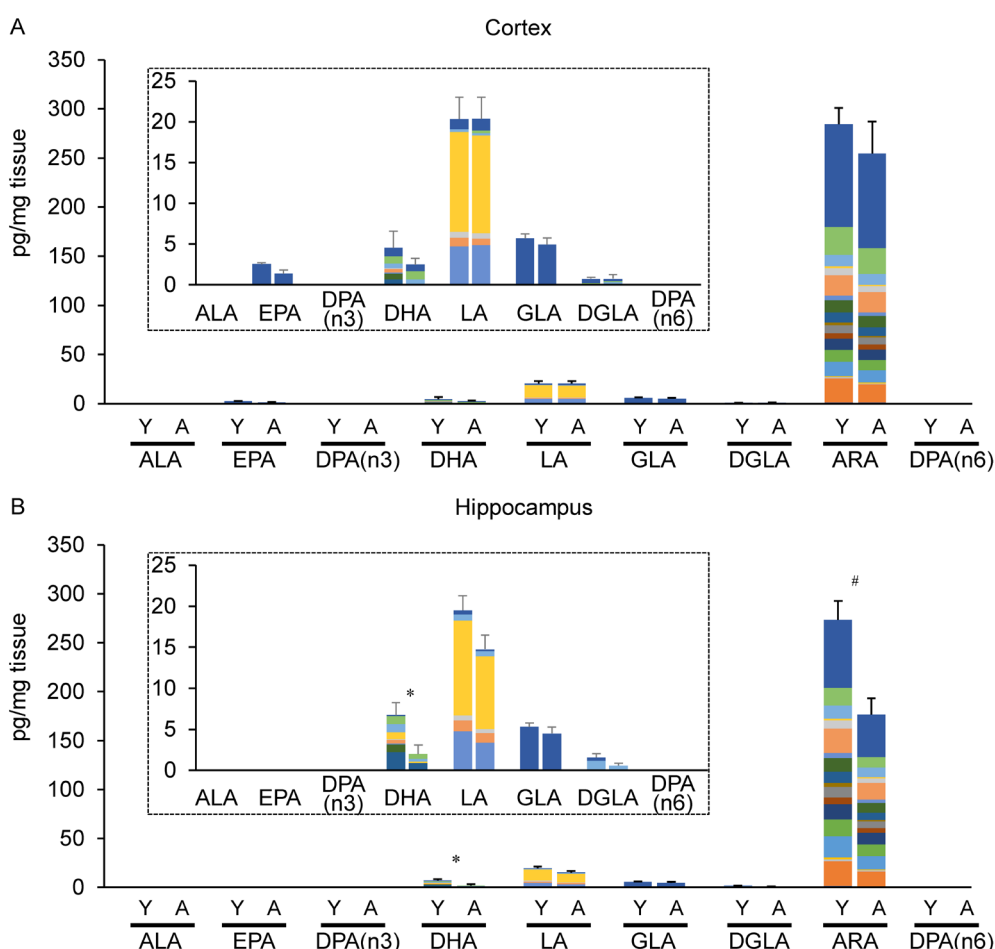 A
Cortex
pg/mg tissue
350
300
250
200
150
100
50
0
25
20
15
10
5
0
ALA EPA DPA (n3) DHA LA GLA DGLA DPA (n6)
Y A Y A Y A Y A Y A Y A Y A Y A Y A
ALA EPA DPA(n3) DHA LA GLA DGLA ARA DPA(n6)
B
Hippocampus
pg/mg tissue
350
300
250
200
150
100
50
0
25
20
15
10
5
0
#
*
ALA EPA DPA (n3) DHA LA GLA DGLA DPA (n6)
*
Y A Y A Y A Y A Y A Y A Y A Y A Y A
ALA EPA DPA(n3) DHA LA GLA DGLA ARA DPA(n6)